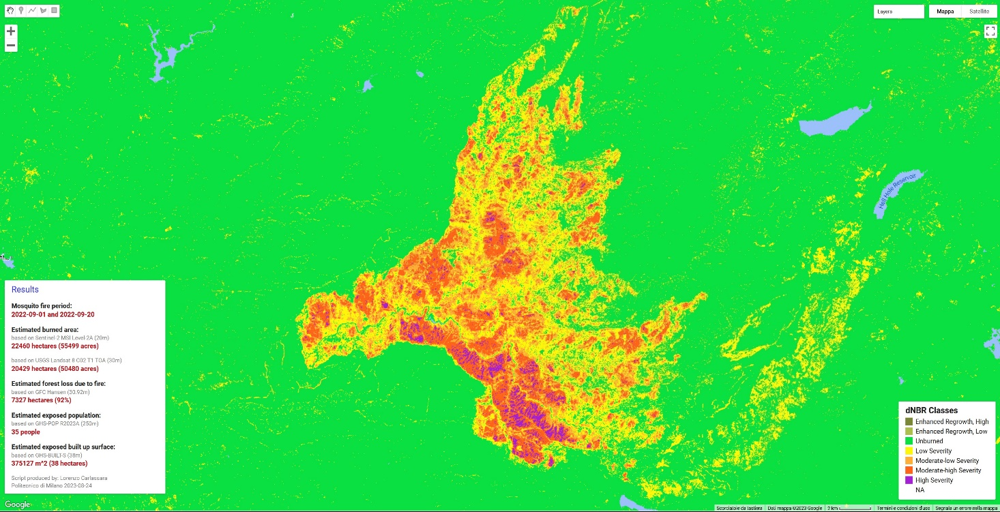 Layers
Mappa Satellite
Hell Hole Reservoir
Results
Mosquito fire period:
2022-09-01 and 2022-09-20
Estimated burned area:
based on Sentinel-2 MSI Level-2A (20m)
22460 hectares (55499 acres)
based on USGS Landsat 8 C02 T1 TOA (30m)
20429 hectares (50480 acres)
Estimated forest loss due to fire:
based on GFC Hansen (30.92m)
7327 hectares (92%)
Estimated exposed population:
based on GHS-POP R2023A (250m)
35 people
Estimated exposed built up surface:
based on GHS-BUILT-S (38m)
375127 m^2 (38 hectares)
Script produced by: Lorenzo Carlassara
Politecnico di Milano 2023-08-24
dNBR Classes
Enhanced Regrowth, High
Enhanced Regrowth, Low
Unburned
Low Severity
Moderate-low Severity
Moderate-high Severity
High Severity
NA
Google
Scorciatoie da tastiera Dati mappa ©2023 Google 2 km Termini e condizioni d'uso Segnala un errore nella mappa